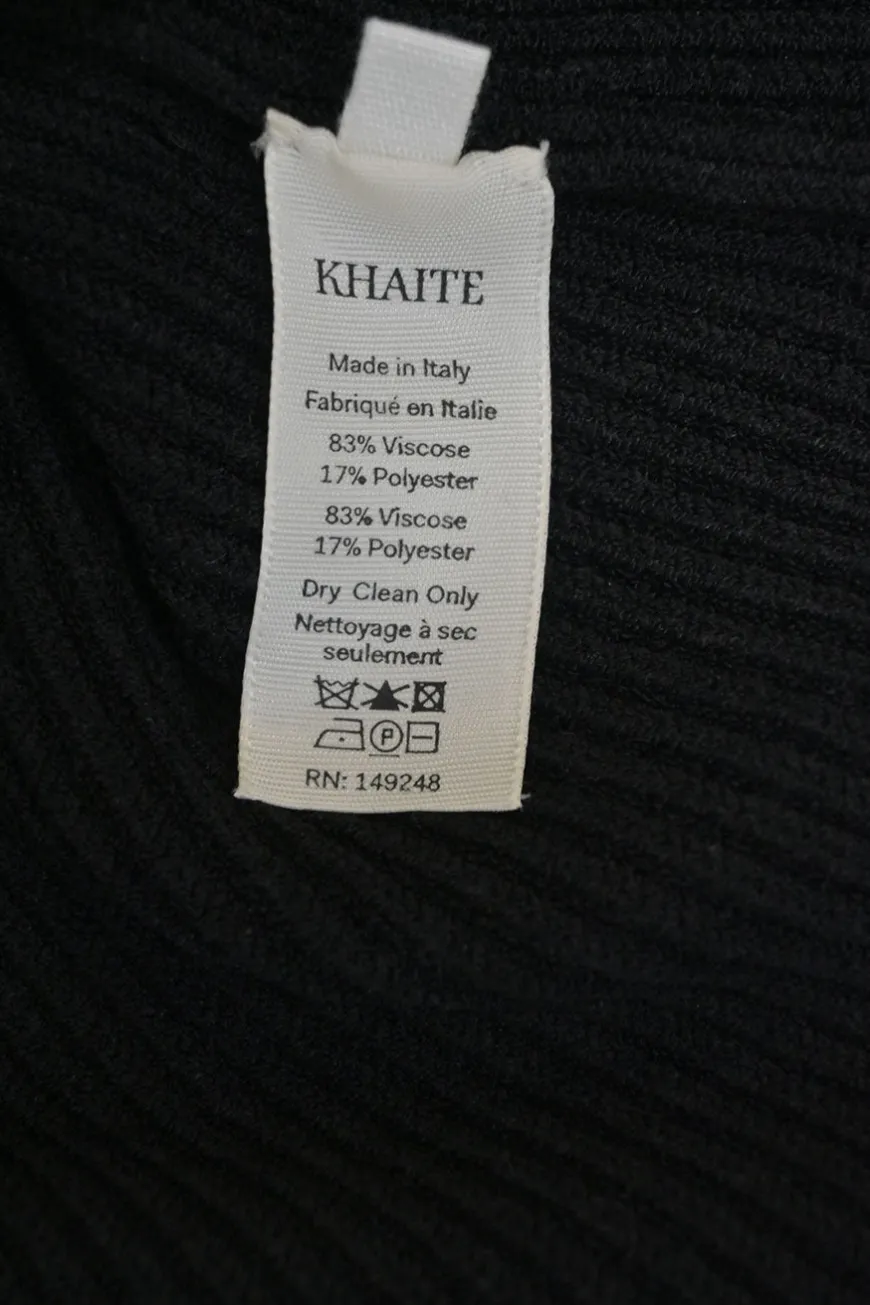 KHAITE
Made in Italy
Fabriqué en Italie
83% Viscose
17% Polyester
83% Viscose
17% Polyester
Dry Clean Only
Nettoyage à sec
seulement
P
RN: 149248